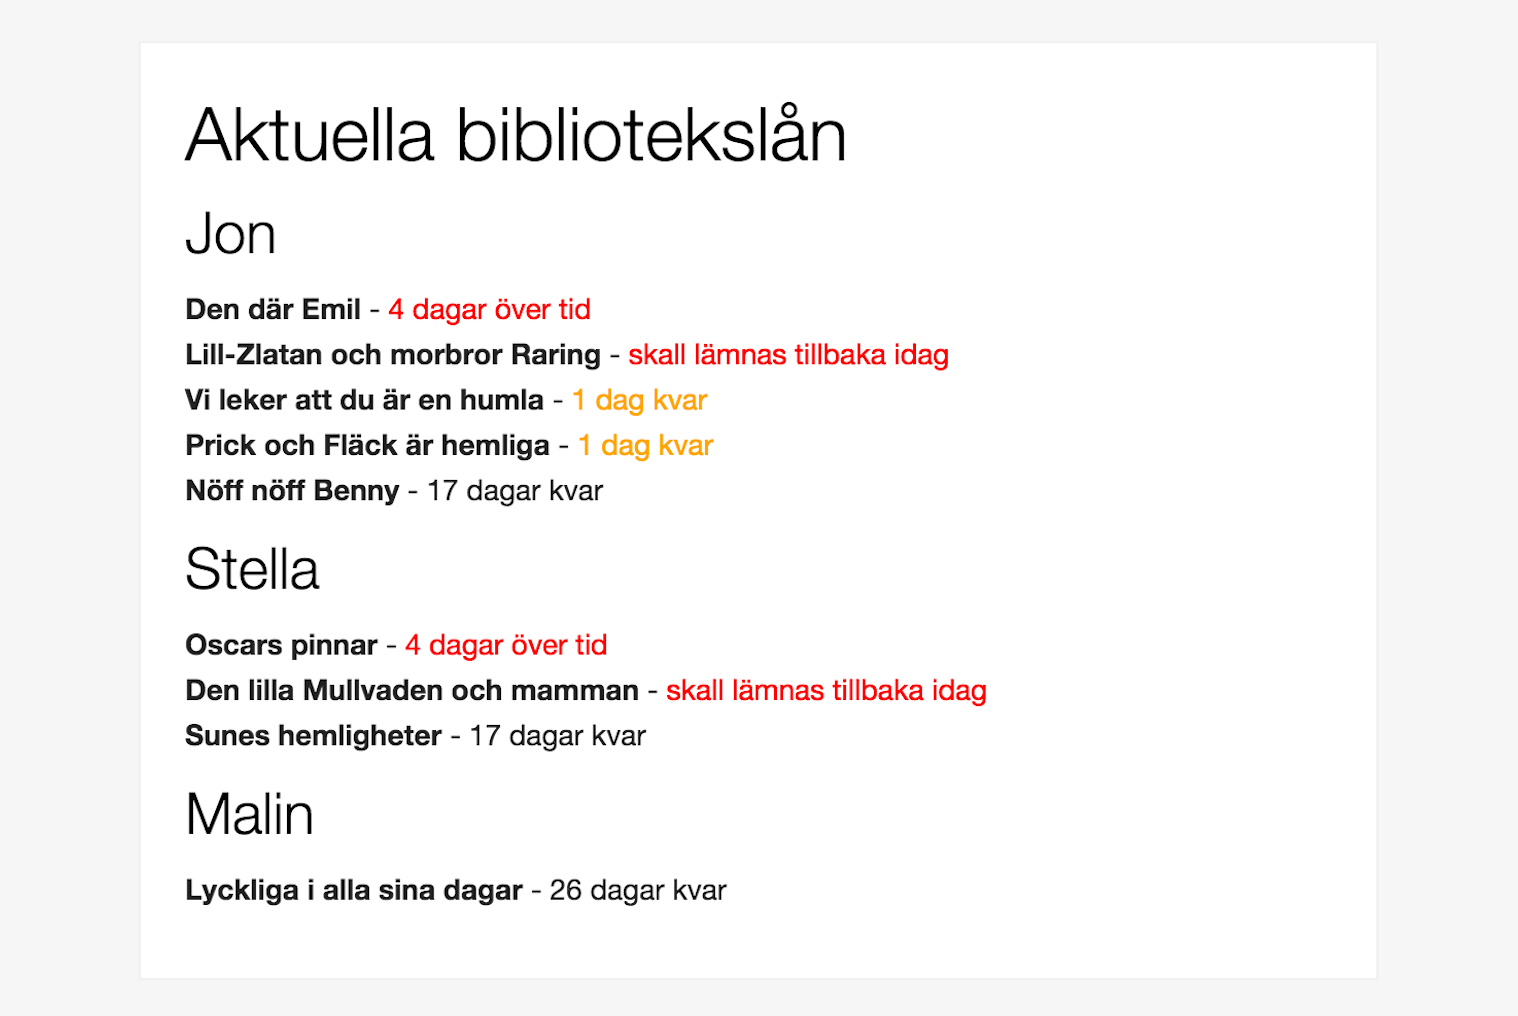 Aktuella bibliotekslån
Jon
Den där Emil - 4 dagar över tid
Lill-Zlatan och morbror Raring - skall lämnas tillbaka idag
Vi leker att du är en humla - 1 dag kvar
Prick och Fläck är hemliga - 1 dag kvar
Nöff nöff Benny - 17 dagar kvar
Stella
Oscars pinnar - 4 dagar över tid
Den lilla Mullvaden och mamman - skall lämnas tillbaka idag
Sunes hemligheter - 17 dagar kvar
Malin
Lyckliga i alla sina dagar - 26 dagar kvar